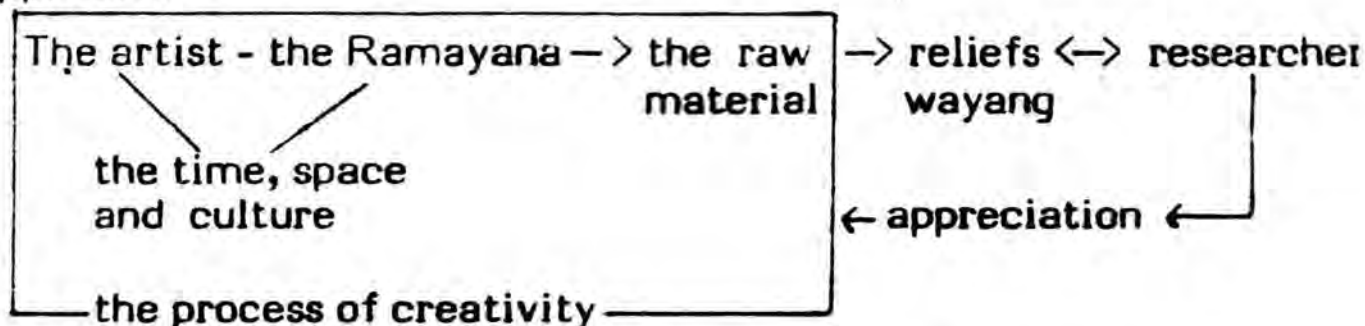 The artist - the Ramayana —> the raw —> reliefs <—> researcher
material wayang
the time, space
and culture
← appreciation ←
the process of creativity